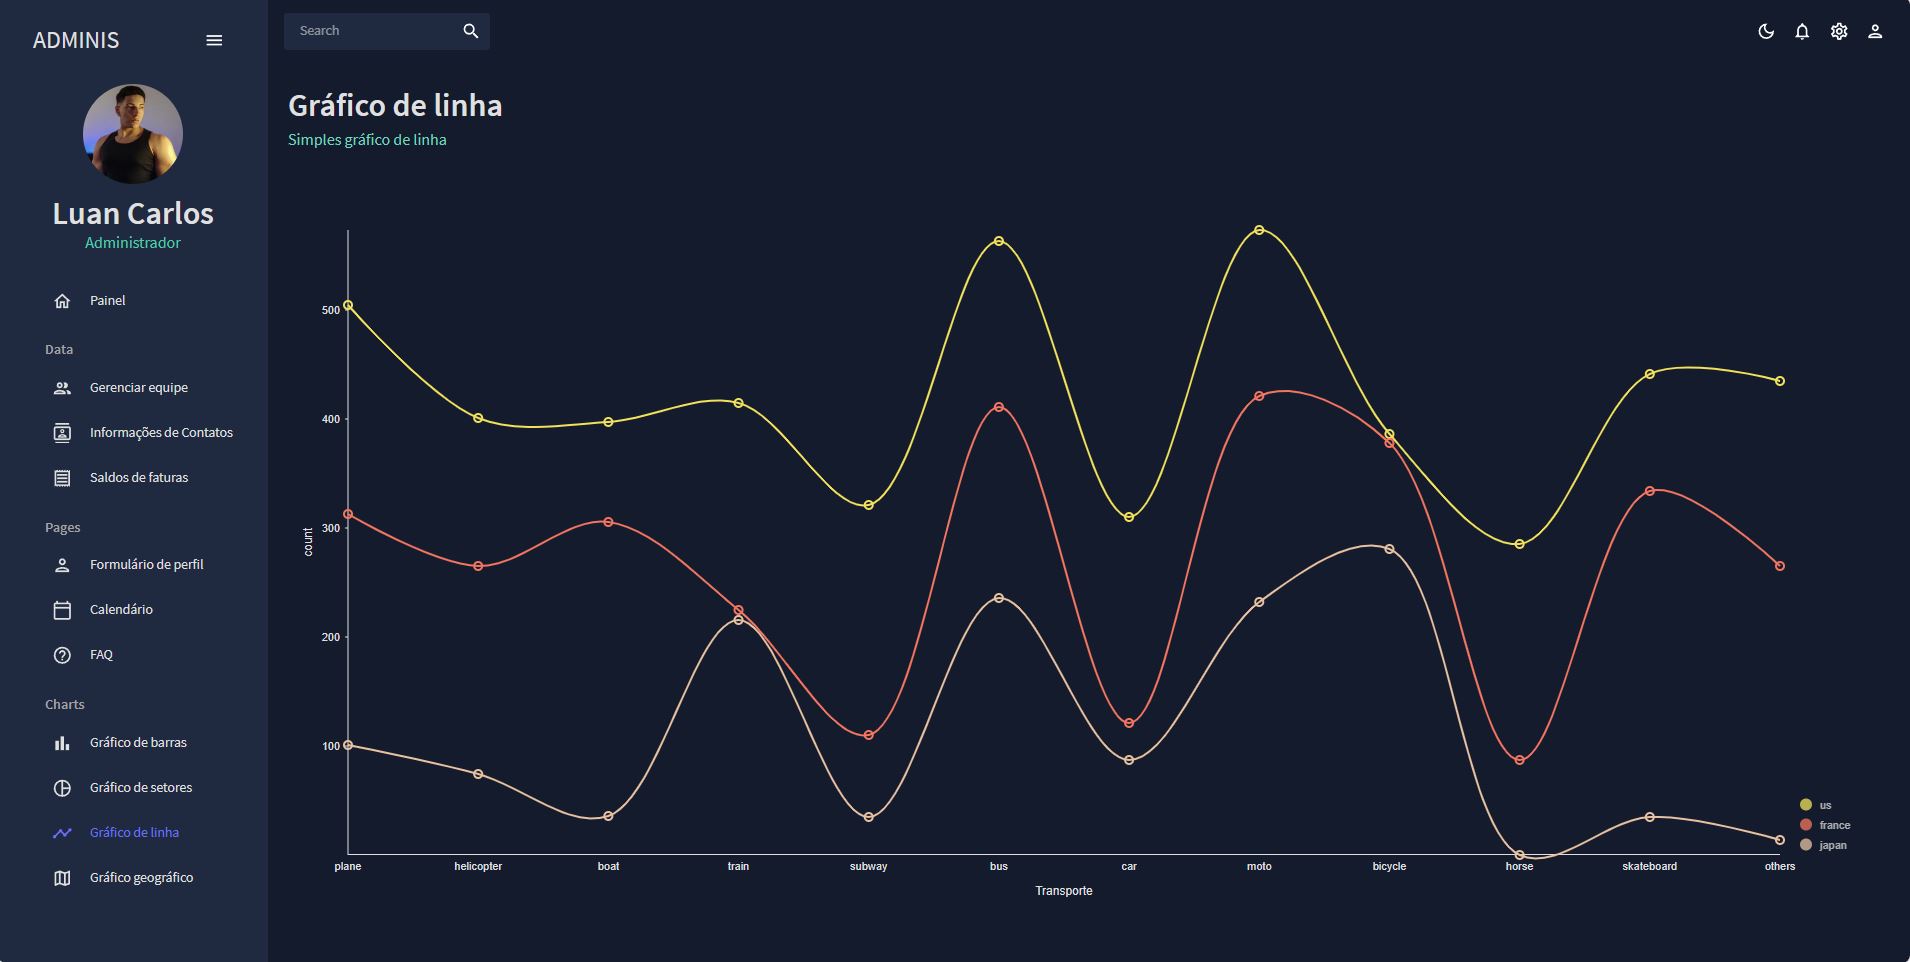 ADMINIS
Luan Carlos
Administrador
Painel
Data
Gerenciar equipe
Informações de Contatos
Saldos de faturas
Pages
Formulário de perfil
Calendário
FAQ
Charts
Gráfico de barras
Gráfico de setores
Gráfico de linha
Gráfico geográfico
Search
Gráfico de linha
Simples gráfico de linha
500
400
300
200
100
count
plane helicopter boat train subway bus car moto bicycle horse skateboard others
Transporte
us
france
japan